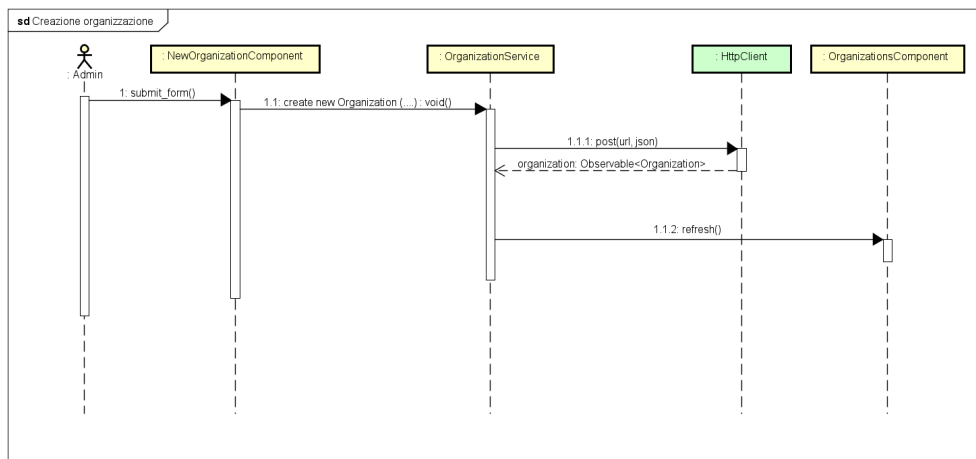 sd Creazione organizzazione
: Admin
: NewOrganizationComponent
: OrganizationService
: HttpClient
: OrganizationsComponent
1: submit_form()
1.1: create new Organization (....) : void()
1.1.1: post(url, json)
organization: Observable<Organization>
1.1.2: refresh()